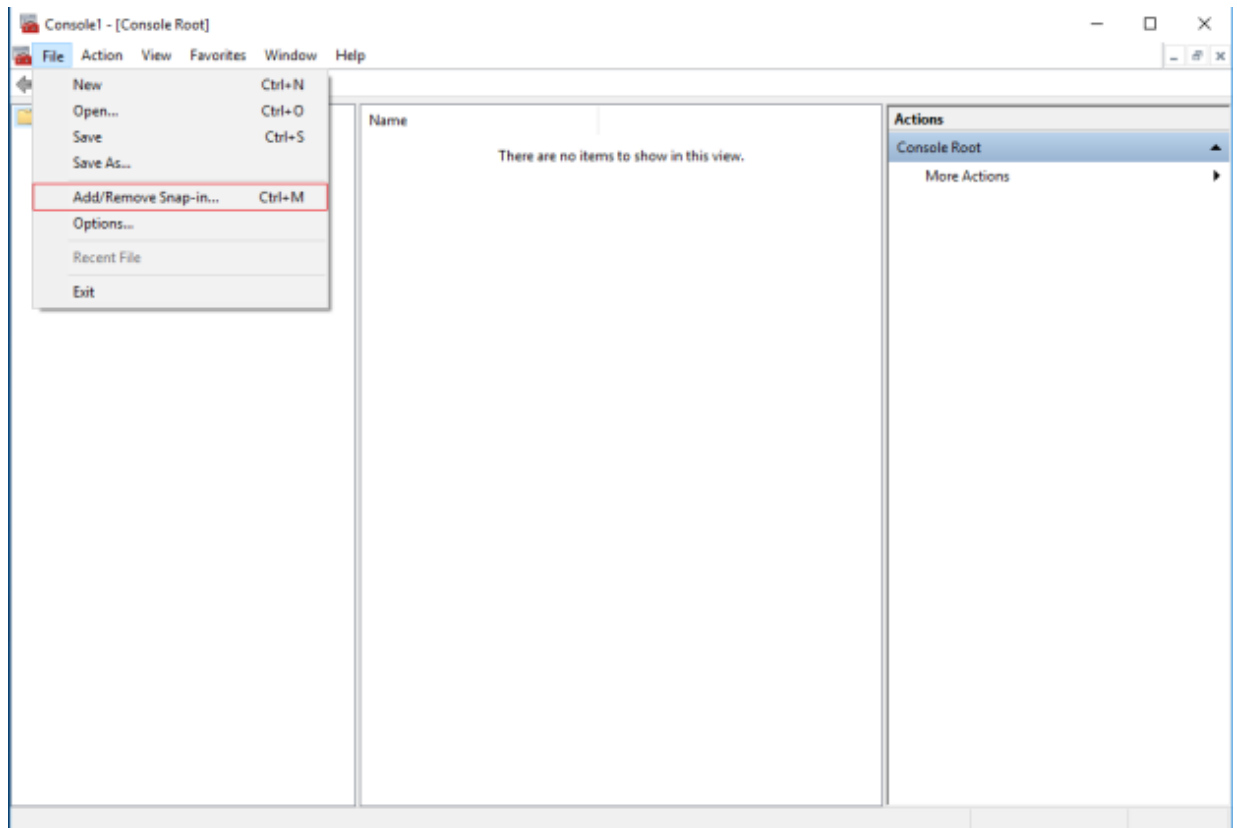 Console1 - [Console Root]
File Action View Favorites Window Help
New Ctrl+N
Open... Ctrl+O
Save Ctrl+S
Save As...
Add/Remove Snap-in... Ctrl+M
Options...
Recent File
Exit
Name
There are no items to show in this view.
Actions
Console Root
More Actions